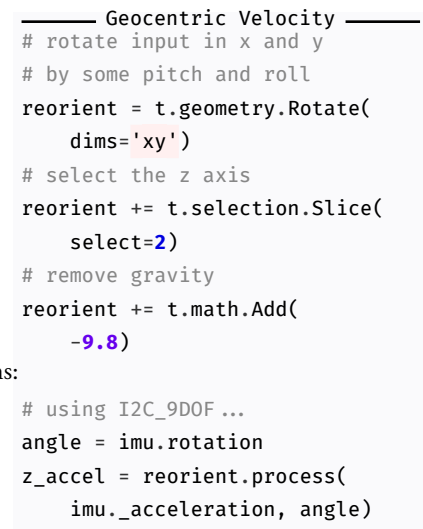 Geocentric Velocity
# rotate input in x and y
# by some pitch and roll
reorient = t.geometry.Rotate(
    dims='xy')
# select the z axis
reorient += t.selection.Slice(
    select=2)
# remove gravity
reorient += t.math.Add(
    -9.8)
ns:
# using I2C_9DOF ...
angle = imu.rotation
z_accel = reorient.process(
    imu._acceleration, angle)